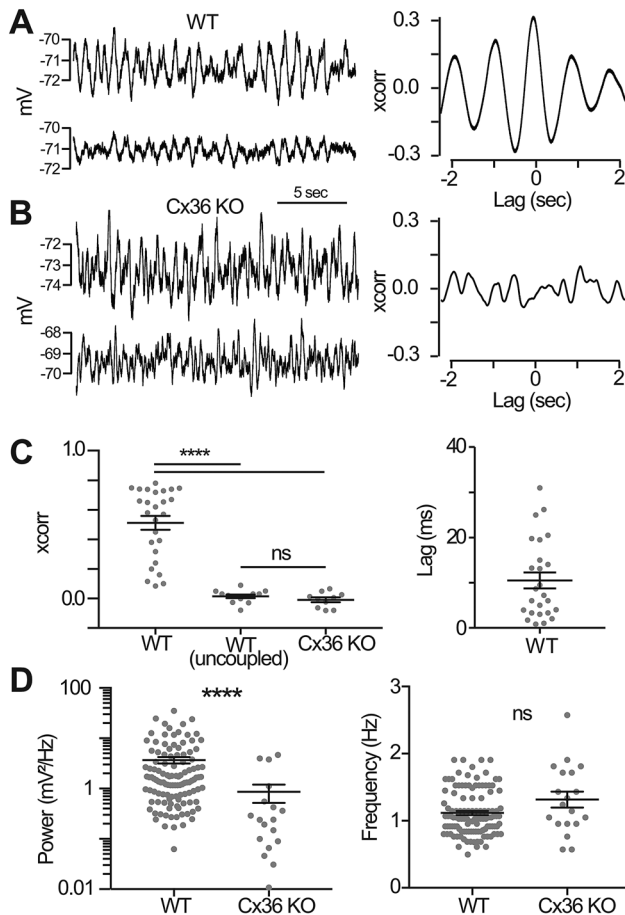 A
WT
-70
-71
-72
mV
-70
-71
-72
0.3
0.0
-0.3
xcorr
-2
0
2
Lag (sec)
B
Cx36 KO
5 sec
-72
-73
-74
mV
-68
-69
-70
0.3
0.0
-0.3
xcorr
-2
0
2
Lag (sec)
C
1.0
0.0
xcorr
****
ns
WT
WT
(uncoupled)
Cx36 KO
40
20
0
Lag (ms)
WT
D
100
1
0.01
Power (mV²/Hz)
****
WT
Cx36 KO
3
2
1
0
Frequency (Hz)
ns
WT
Cx36 KO